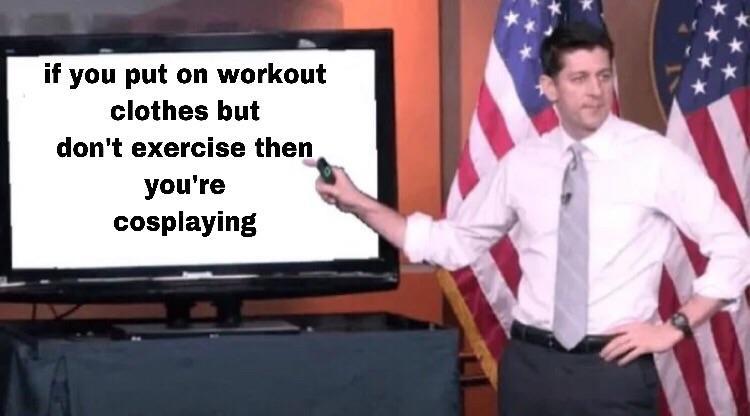 if you put on workout
clothes but
don't exercise then
you're
cosplaying